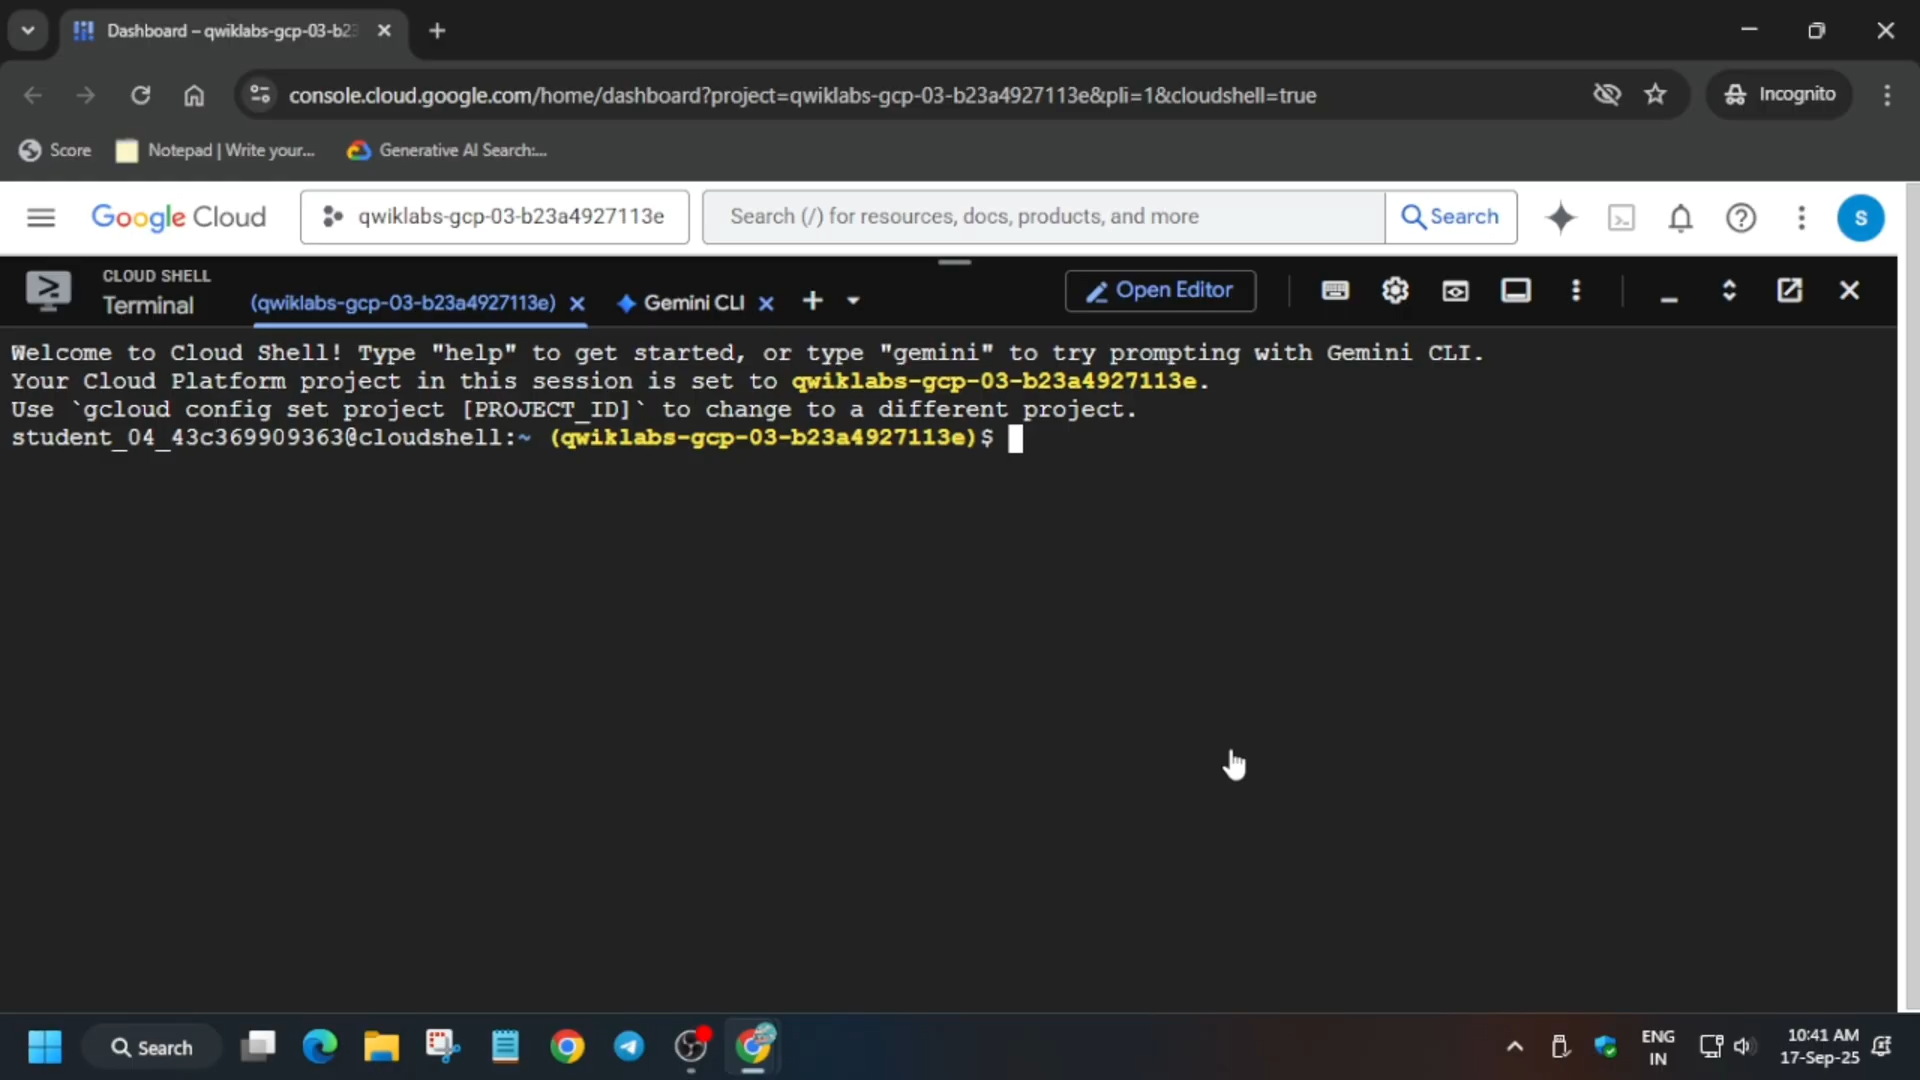 Dashboard – qwiklabs-gcp-03-b23
console.cloud.google.com/home/dashboard?project=qwiklabs-gcp-03-b23a4927113e&pli=1&cloudshell=true
Incognito
Score
Notepad | Write your...
Generative AI Search:...
Google Cloud
qwiklabs-gcp-03-b23a4927113e
Search (/) for resources, docs, products, and more
Search
S
CLOUD SHELL
Terminal
(qwiklabs-gcp-03-b23a4927113e)
Gemini CLI
Open Editor
Welcome to Cloud Shell! Type "help" to get started, or type "gemini" to try prompting with Gemini CLI.
Your Cloud Platform project in this session is set to qwiklabs-gcp-03-b23a4927113e.
Use `gcloud config set project [PROJECT_ID]` to change to a different project.
student_04_43c369909363@cloudshell:~ (qwiklabs-gcp-03-b23a4927113e)$
Search
ENG
IN
10:41 AM
17-Sep-25